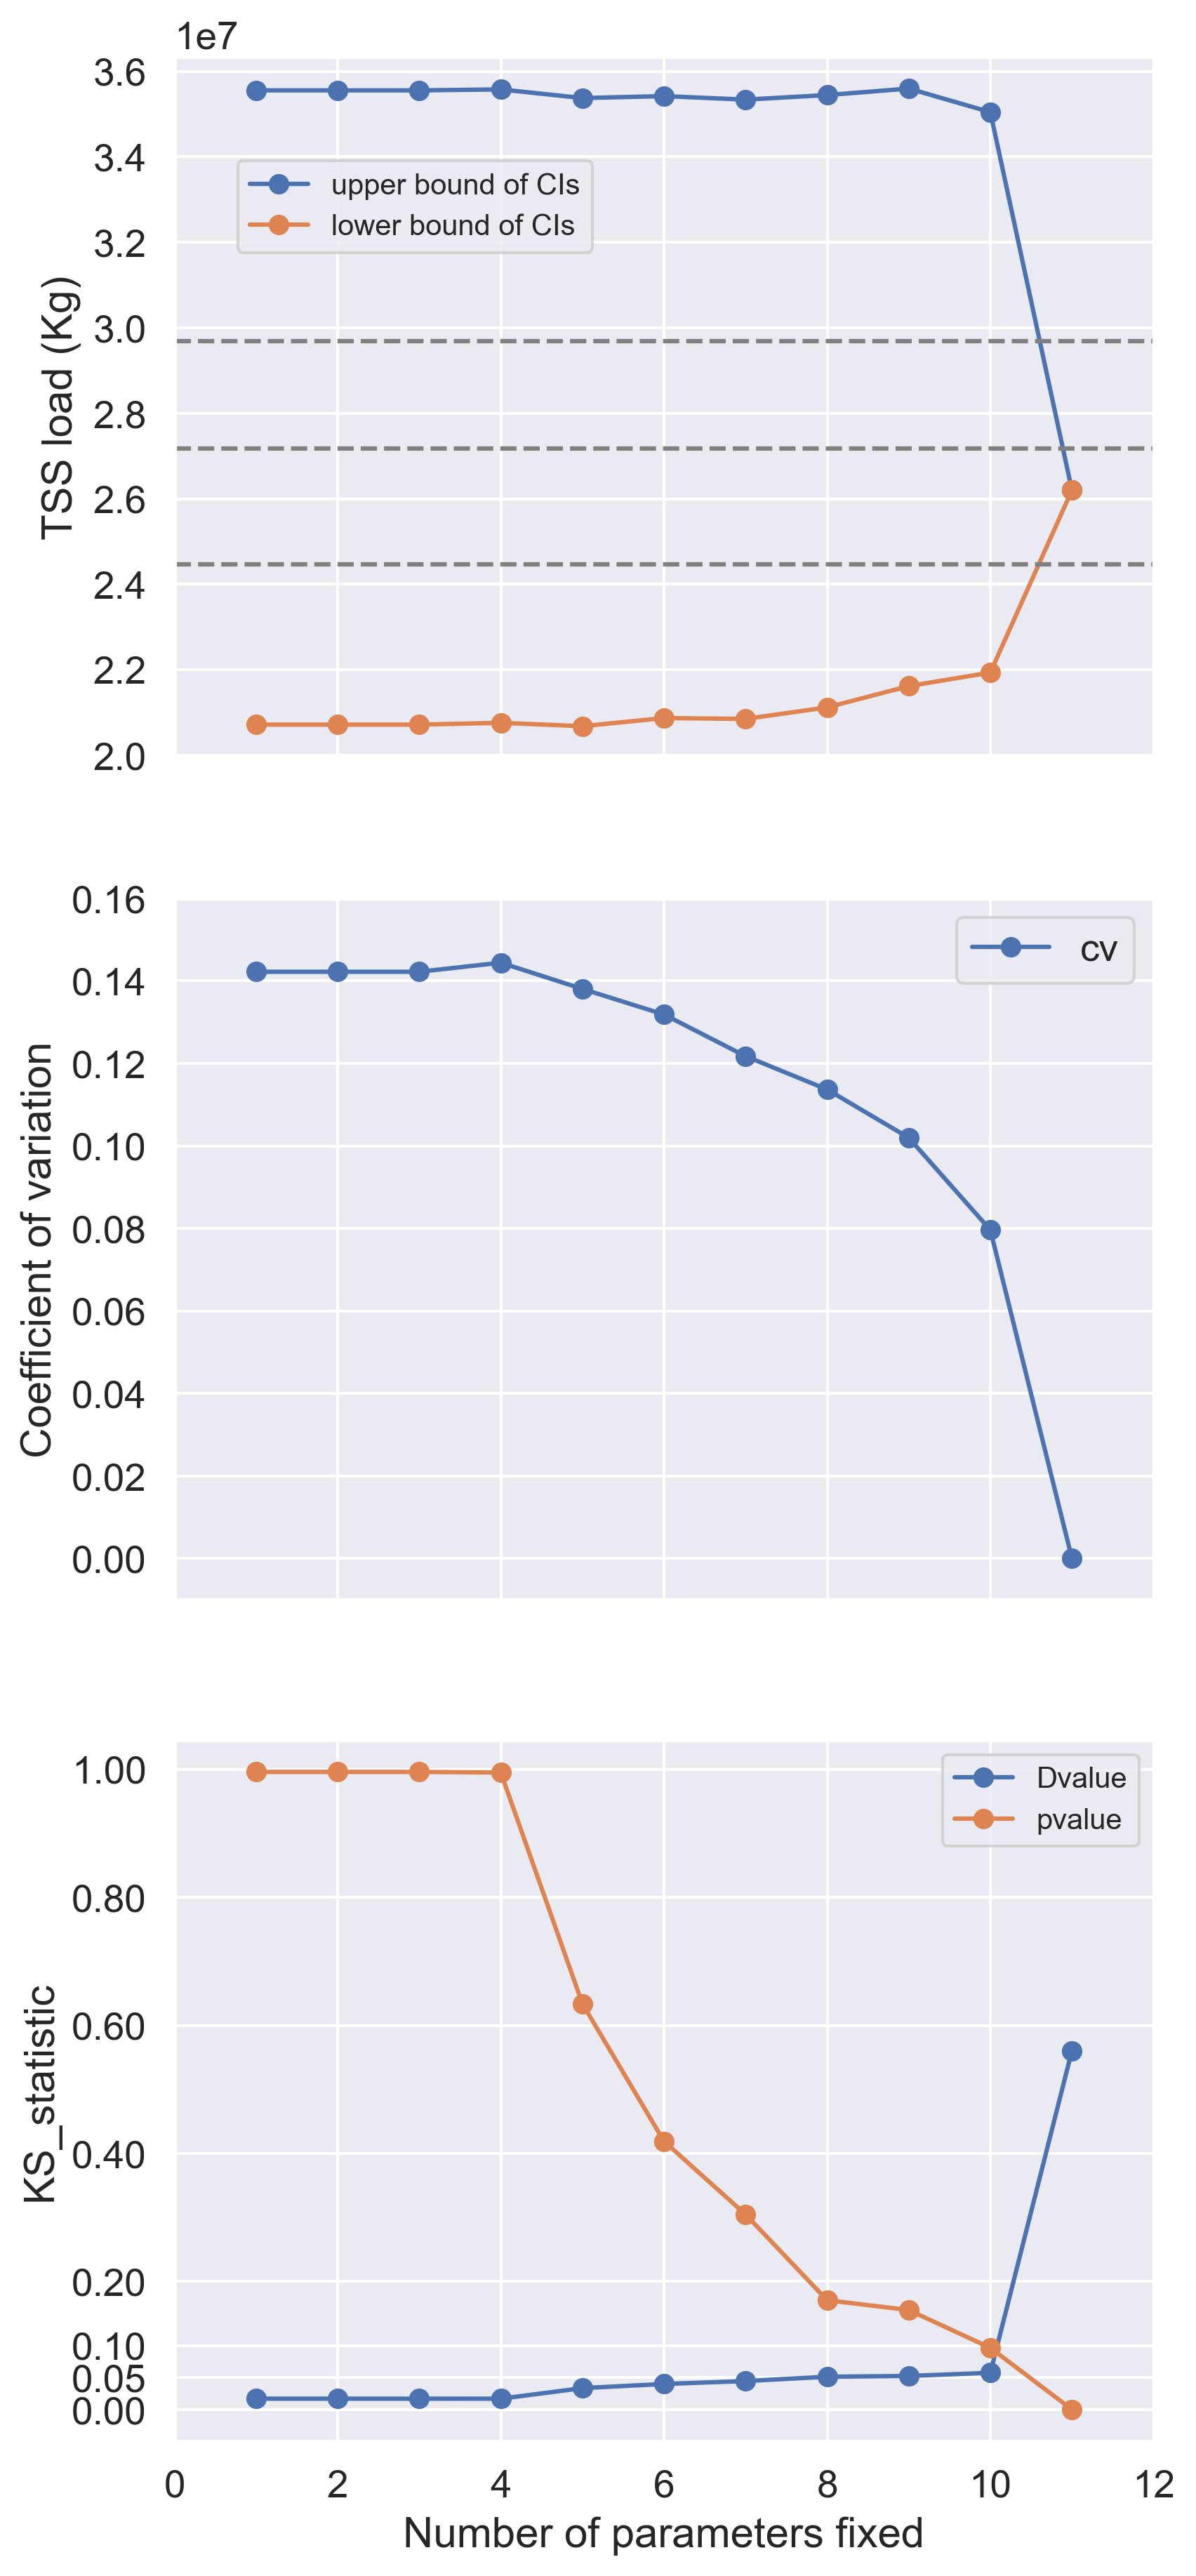 1e7
3.6
3.4
3.2
3.0
2.8
2.6
2.4
2.2
2.0
TSS load (Kg)
upper bound of CIs
lower bound of CIs
0.16
0.14
0.12
0.10
0.08
0.06
0.04
0.02
0.00
Coefficient of variation
cv
1.00
0.80
0.60
0.40
0.20
0.10
0.05
0.00
KS_statistic
Dvalue
pvalue
0 2 4 6 8 10 12
Number of parameters fixed